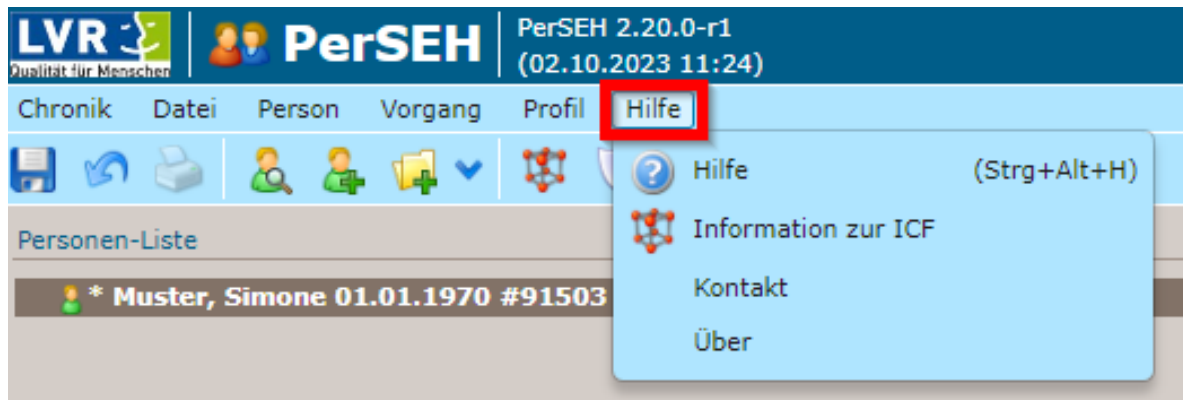 LVR
Qualität für Menschen
PerSEH
PerSEH 2.20.0-r1
(02.10.2023 11:24)
Chronik Datei Person Vorgang Profil Hilfe
Hilfe (Strg+Alt+H)
Information zur ICF
Kontakt
Über
Personen-Liste
* Muster, Simone 01.01.1970 #91503